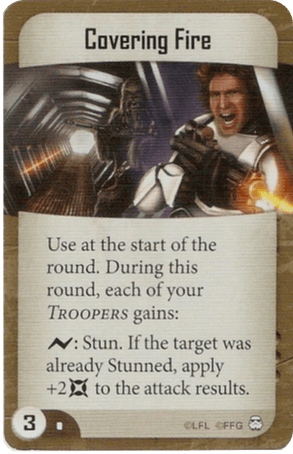 Covering Fire
Use at the start of the
round. During this
round, each of your
TROOPERS gains:
: Stun. If the target was
already Stunned, apply
+2 to the attack results.
3
©LFL ©FFG